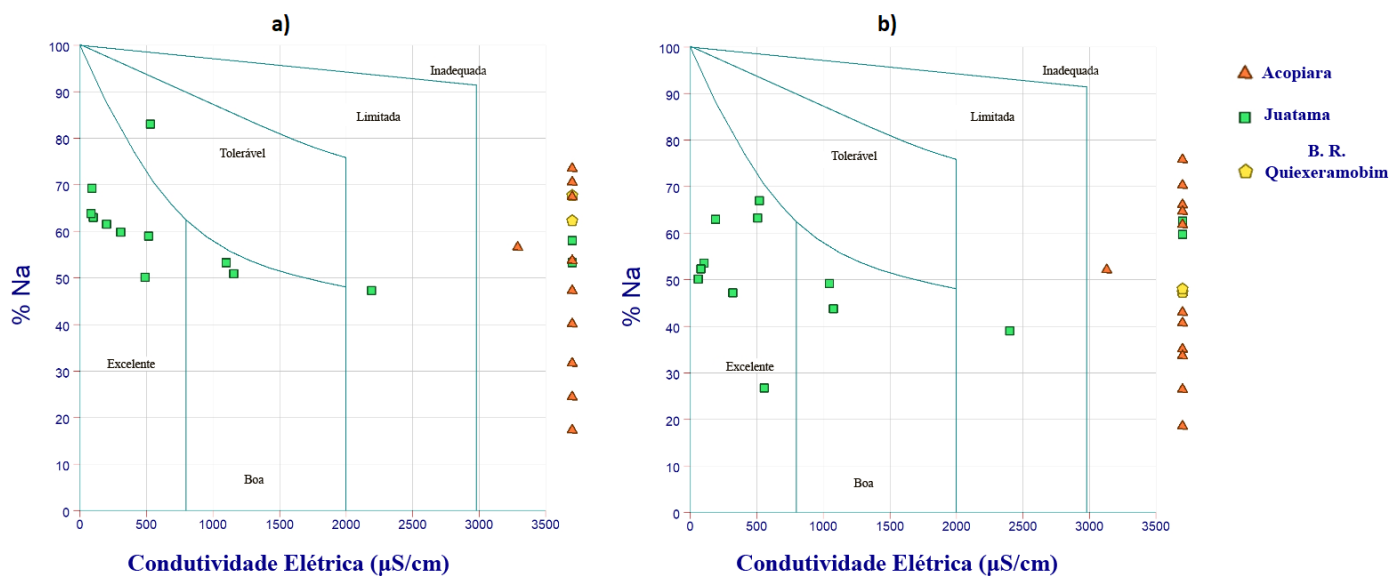 a)
100
90
80
70
60
50
40
30
20
10
0
% Na
Inadequada
Limitada
Tolerável
Excelente
Boa
0 500 1000 1500 2000 2500 3000 3500
Condutividade Elétrica (µS/cm)
b)
100
90
80
70
60
50
40
30
20
10
0
% Na
Inadequada
Limitada
Tolerável
Excelente
Boa
0 500 1000 1500 2000 2500 3000 3500
Condutividade Elétrica (µS/cm)
Acopiara
Juatama
B. R.
Quiexeramobim